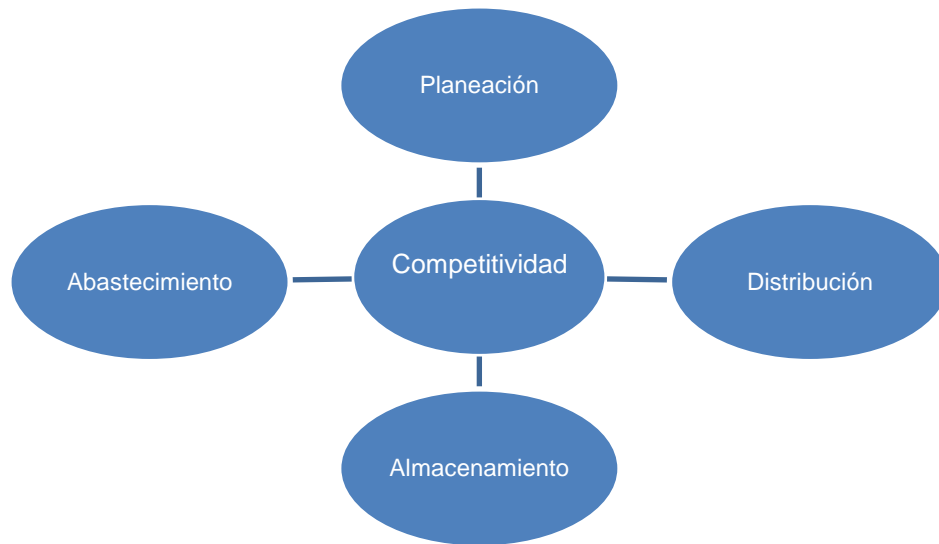 Planeación
Competitividad
Abastecimiento
Distribución
Almacenamiento